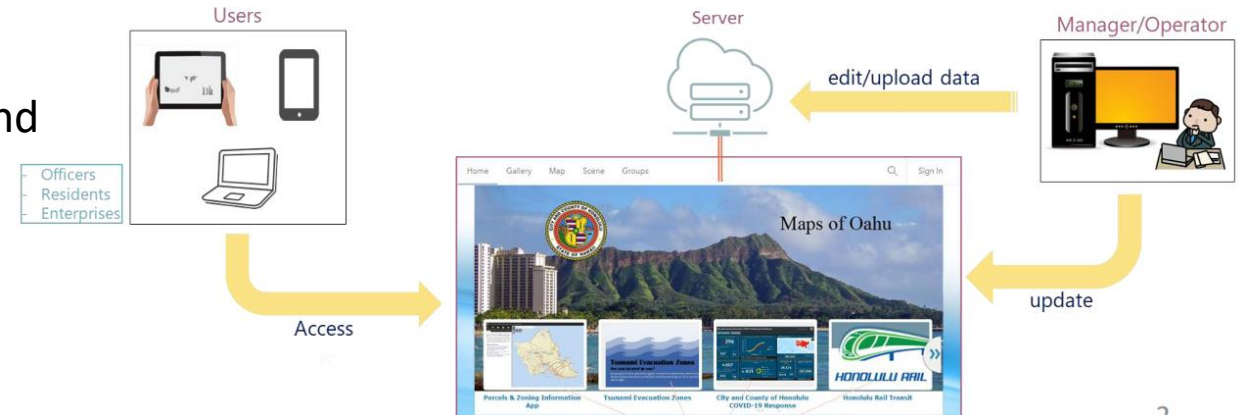 Users
Server
Manager/Operator
nd
edit/upload data
- Officers
- Residents
- Enterprises
Home Gallery Map Scene Groups
Sign In
Maps of Oahu
update
Access
Tsunami Evacuation Zones
HONOLULU RAIL
Parcels & Zoning Information App
Tsunami Evacuation Zones
City and County of Honolulu COVID-19 Response
Honolulu Rail Transit
2